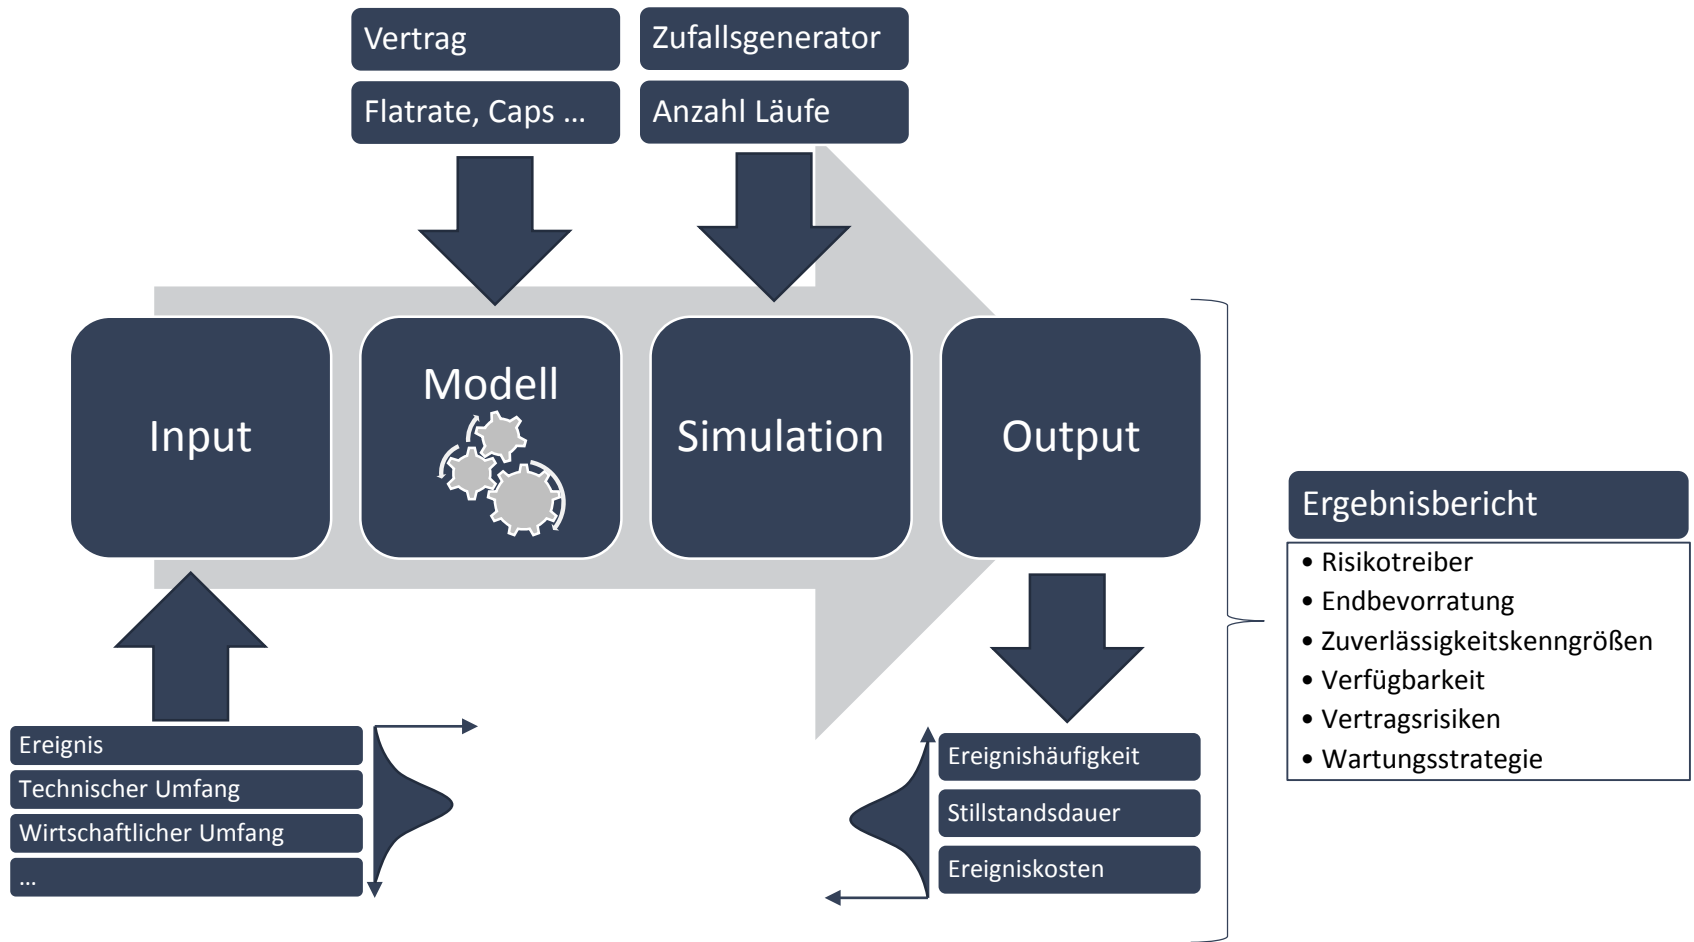 Vertrag
Flatrate, Caps ...
Zufallsgenerator
Anzahl Läufe
Input
Modell
Simulation
Output
Ereignis
Technischer Umfang
Wirtschaftlicher Umfang
...
Ereignishäufigkeit
Stillstandsdauer
Ereigniskosten
Ergebnisbericht
• Risikotreiber
• Endbevorratung
• Zuverlässigkeitskenngrößen
• Verfügbarkeit
• Vertragsrisiken
• Wartungsstrategie